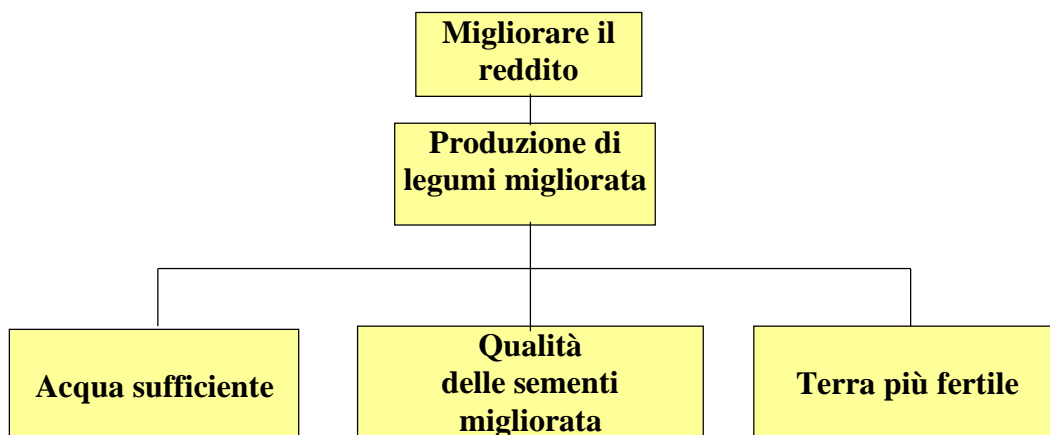 Migliorare il
reddito
Produzione di
legumi migliorata
Acqua sufficiente
Qualità
delle sementi
migliorata
Terra più fertile